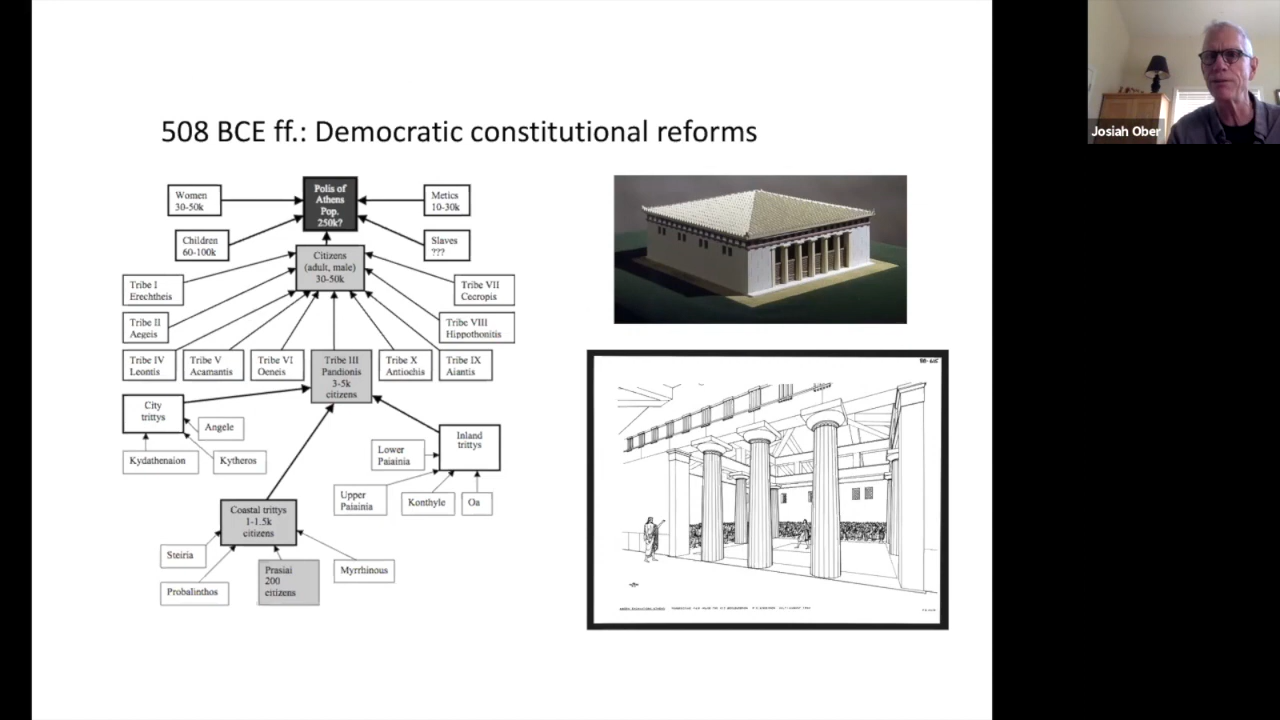 508 BCE ff.: Democratic constitutional reforms
Josiah Ober
Women
30-50k
Polis of
Athens
Pop.
250k?
Metics
10-30k
Children
60-100k
Slaves
???
Citizens
(adult, male)
30-50k
Tribe I
Erechtheis
Tribe VII
Cecropis
Tribe II
Aegeis
Tribe VIII
Hippothonitis
Tribe IV
Leontis
Tribe V
Acamantis
Tribe VI
Oeneis
Tribe III
Pandionis
3-5k
citizens
Tribe X
Antiochis
Tribe IX
Aiantis
City
trittys
Angele
Kydathenaion
Kytheros
Inland
trittys
Lower
Paiainia
Upper
Paiainia
Konthyle
Oa
Coastal trittys
1-1.5k
citizens
Steiria
Probalinthos
Prasiai
200
citizens
Myrrhinous